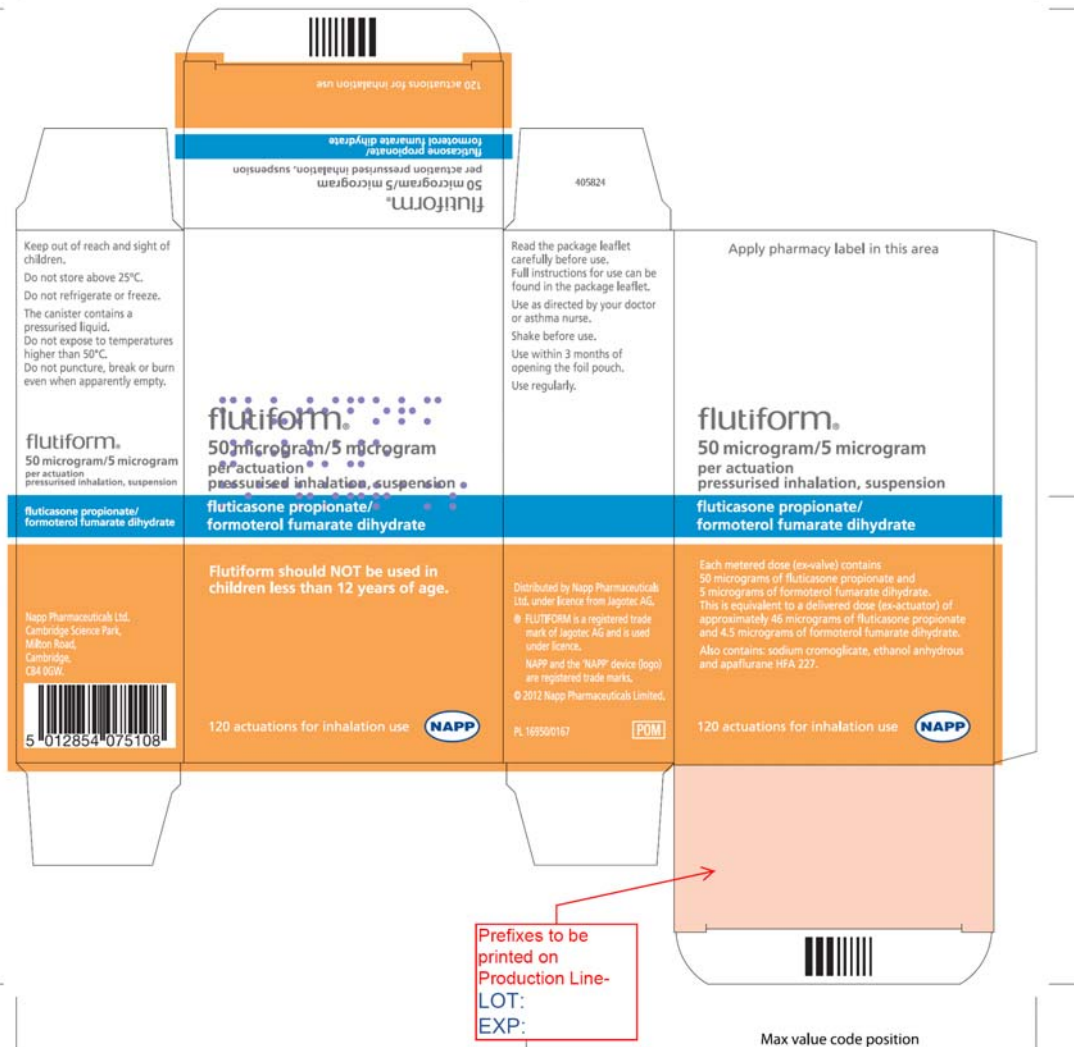 120 actuations for inhalation use
fluticasone propionate/
formoterol fumarate dihydrate
per actuation pressurised inhalation, suspension
50 microgram/5 microgram
flutiform®
405824
Keep out of reach and sight of
children.
Do not store above 25°C.
Do not refrigerate or freeze.
The canister contains a
pressurised liquid.
Do not expose to temperatures
higher than 50°C.
Do not puncture, break or burn
even when apparently empty.
flutiform®
50 microgram/5 microgram
per actuation
pressurised inhalation, suspension
fluticasone propionate/
formoterol fumarate dihydrate
Napp Pharmaceuticals Ltd.
Cambridge Science Park,
Milton Road,
Cambridge,
CB4 0GW.
5 012854 075108
flutiform®
50 microgram/5 microgram
per actuation
pressurised inhalation, suspension
fluticasone propionate/
formoterol fumarate dihydrate
Flutiform should NOT be used in
children less than 12 years of age.
120 actuations for inhalation use
NAPP
Read the package leaflet
carefully before use.
Full instructions for use can be
found in the package leaflet.
Use as directed by your doctor
or asthma nurse.
Shake before use.
Use within 3 months of
opening the foil pouch.
Use regularly.
Distributed by Napp Pharmaceuticals
Ltd. under licence from Jagotec AG.
® FLUTIFORM is a registered trade
mark of Jagotec AG and is used
under licence.
NAPP and the 'NAPP' device (logo)
are registered trade marks.
© 2012 Napp Pharmaceuticals Limited.
PL 16950/0167
POM
Apply pharmacy label in this area
flutiform®
50 microgram/5 microgram
per actuation
pressurised inhalation, suspension
fluticasone propionate/
formoterol fumarate dihydrate
Each metered dose (ex-valve) contains
50 micrograms of fluticasone propionate and
5 micrograms of formoterol fumarate dihydrate.
This is equivalent to a delivered dose (ex-actuator) of
approximately 46 micrograms of fluticasone propionate
and 4.5 micrograms of formoterol fumarate dihydrate.
Also contains: sodium cromoglicate, ethanol anhydrous
and apaflurane HFA 227.
120 actuations for inhalation use
NAPP
Prefixes to be
printed on
Production Line-
LOT:
EXP:
Max value code position